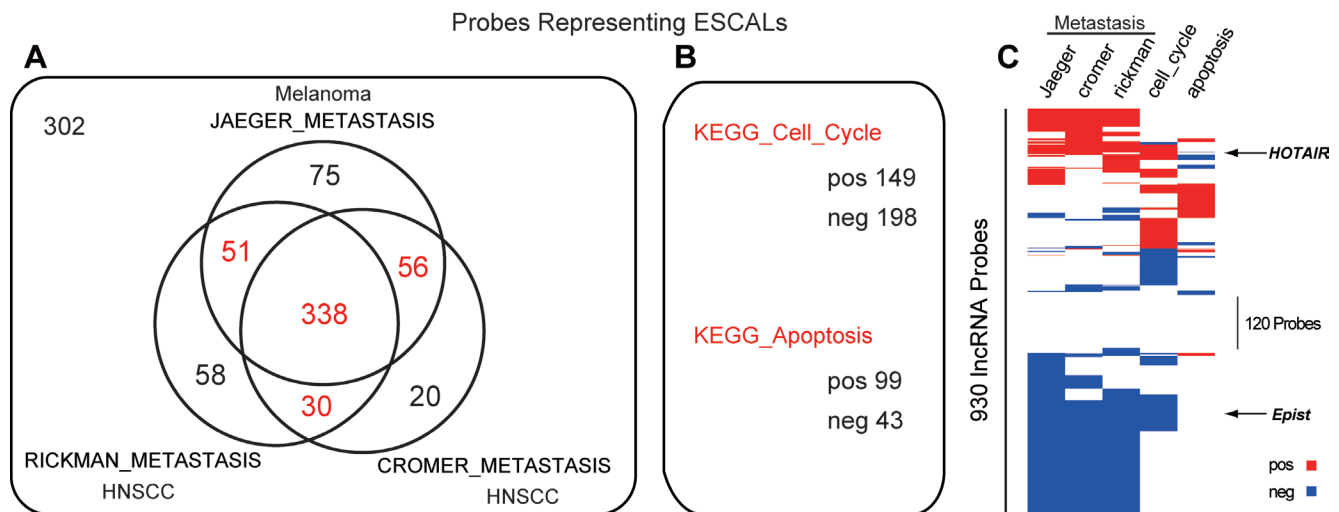 Probes Representing ESCALs
A
302
Melanoma
JAEGER_METASTASIS
75
51
56
338
58
30
20
RICKMAN_METASTASIS
HNSCC
CROMER_METASTASIS
HNSCC
B
KEGG_Cell_Cycle
pos 149
neg 198
KEGG_Apoptosis
pos 99
neg 43
C
Metastasis
Jaeger
cromer
rickman
cell_cycle
apoptosis
930 lncRNA Probes
HOTAIR
120 Probes
Epist
pos
neg